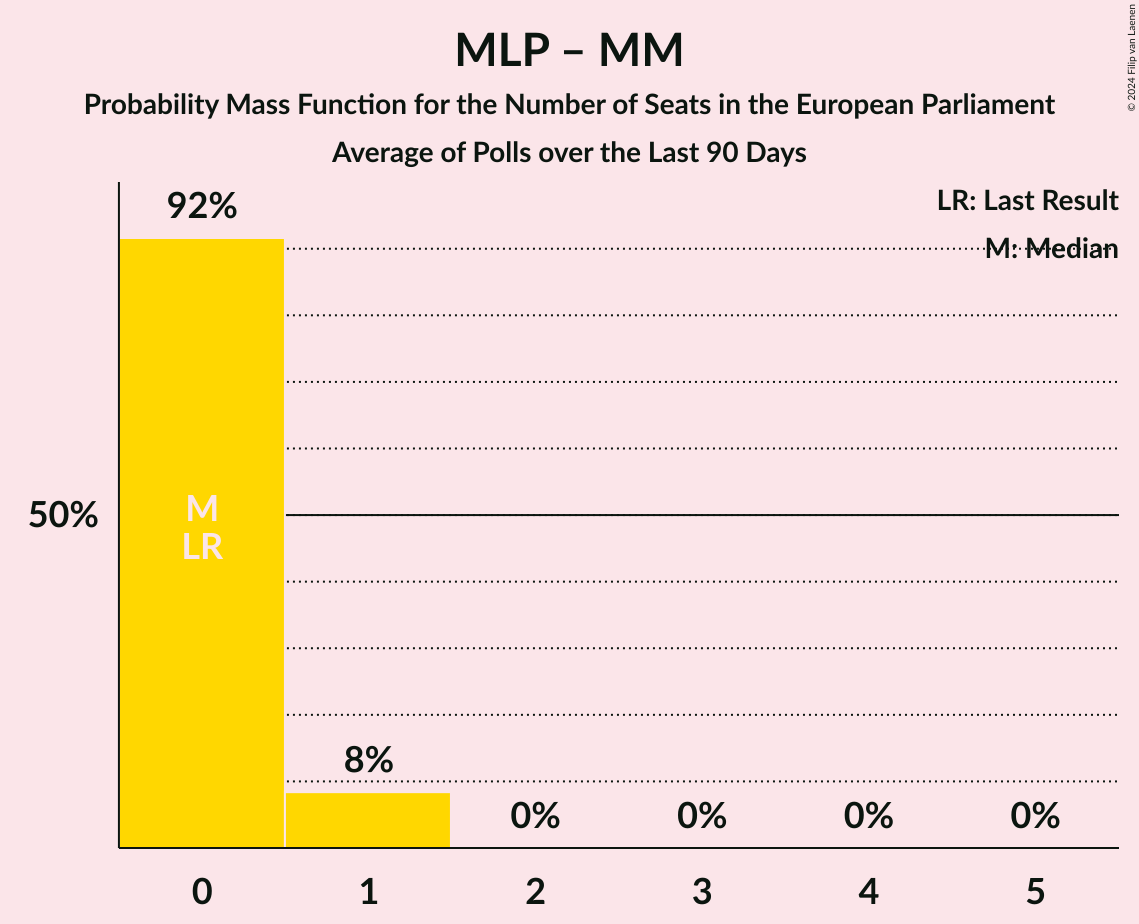 MLP – MM
Probability Mass Function for the Number of Seats in the European Parliament
Average of Polls over the Last 90 Days
© 2024 Filip van Laenen
LR: Last Result
M: Median
92%
50%
M
LR
8%
0%
0%
0%
0%
0
1
2
3
4
5